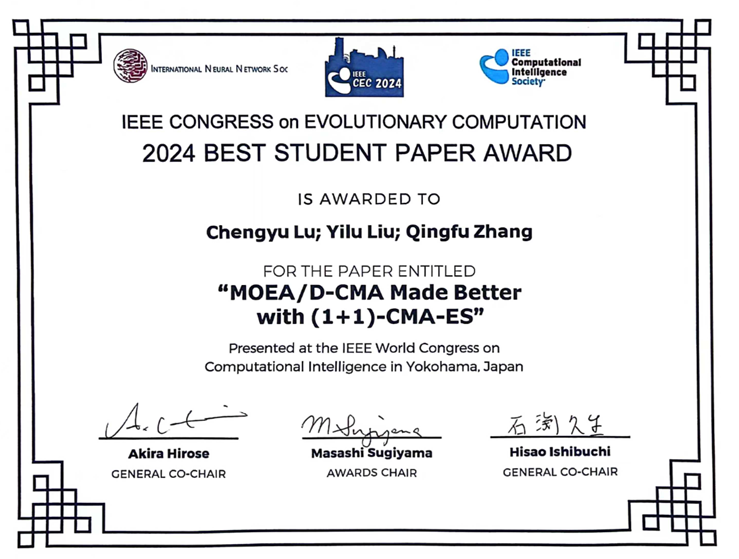 INTERNATIONAL NEURAL NETWORK SOC
IEEE
CEC 2024
IEEE
Computational
Intelligence
Society
IEEE CONGRESS on EVOLUTIONARY COMPUTATION
2024 BEST STUDENT PAPER AWARD
IS AWARDED TO
Chengyu Lu; Yilu Liu; Qingfu Zhang
FOR THE PAPER ENTITLED
“MOEA/D-CMA Made Better
with (1+1)-CMA-ES”
Presented at the IEEE World Congress on
Computational Intelligence in Yokohama, Japan
M Sugiyama
石渕久生
Akira Hirose
Masashi Sugiyama
Hisao Ishibuchi
GENERAL CO-CHAIR
AWARDS CHAIR
GENERAL CO-CHAIR